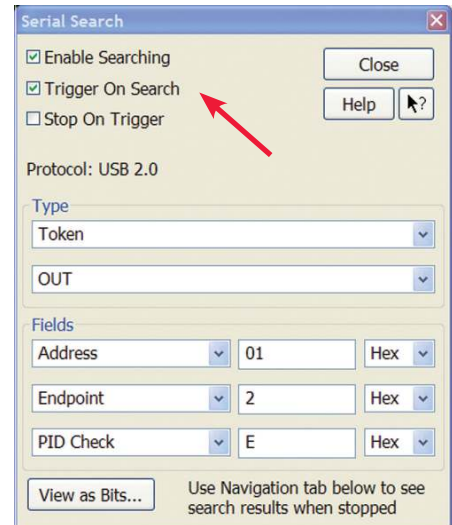 Serial Search
Enable Searching
Close
Trigger On Search
Help
?
Stop On Trigger
Protocol: USB 2.0
Type
Token
OUT
Fields
Address 01 Hex
Endpoint 2 Hex
PID Check E Hex
View as Bits...
Use Navigation tab below to see
search results when stopped